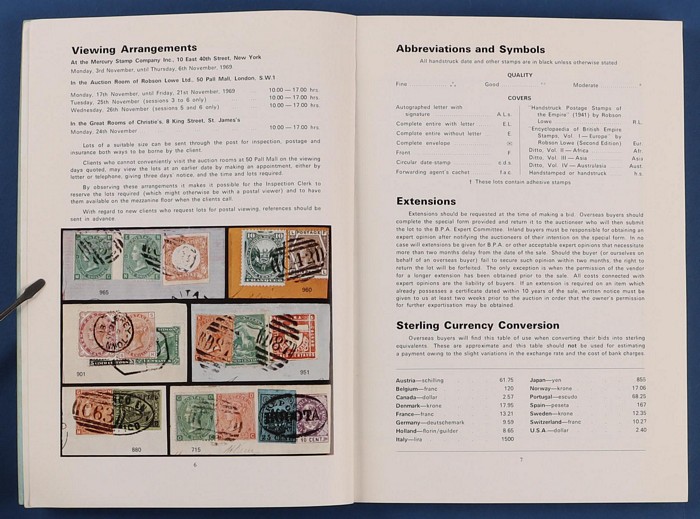 Viewing Arrangements
At the Mercury Stamp Company Inc., 10 East 40th Street, New York
Monday, 3rd November, until Thursday, 6th November, 1969
In the Auction Room of Robson Lowe Ltd., 50 Pall Mall, London, S.W.1
Monday, 17th November, until Friday, 21st November, 1969 10.00—17.00 hrs.
Tuesday, 25th November (sessions 3 to 6 only) 10.00—17.00 hrs.
Wednesday, 26th November (sessions 5 and 6 only) 10.00—17.00 hrs.
In the Great Rooms of Christie's, 8 King Street, St. James's
Monday, 24th November 10.00—17.00 hrs.
Lots of a suitable size can be sent through the post for inspection, postage and
insurance both ways to be borne by the client.
Clients who cannot conveniently visit the auction rooms at 50 Pall Mall on the viewing
days quoted, may view the lots at an earlier date by making an appointment, either by
letter or telephone, giving three days' notice, and the time and lots required.
By observing these arrangements it makes it possible for the Inspection Clerk to
reserve the lots required (which might otherwise be with a postal viewer) and to have
them available on the mezzanine floor when the clients call.
With regard to new clients who request lots for postal viewing, references should be
sent in advance.
965
960
901
951
C63
880
715
6
Abbreviations and Symbols
All handstruck date and other stamps are in black unless otherwise stated
QUALITY
Fine Good Moderate
COVERS
Autographed letter with
signature A.L.s.
Complete entire with letter E.L.
Complete entire without letter E.
Complete envelope
Front F
Circular date-stamp c.d.s.
Forwarding agent's cachet f.a.c.
"Handstruck Postage Stamps of
the Empire" (1941) by Robson
Lowe R.L.
"Encyclopaedia of British Empire
Stamps, Vol. I—Europe" by
Robson Lowe (Second Edition) Eur
Ditto, Vol. II—Africa Afr.
Ditto, Vol. III—Asia Asia
Ditto, Vol. IV—Australasia Aust.
Handstamped or handstruck h.s.
† These lots contain adhesive stamps
Extensions
Extensions should be requested at the time of making a bid. Overseas buyers should
complete the special form provided and return it to the auctioneer who will then submit
the lot to the B.P.A. Expert Committee. Inland buyers must be responsible for obtaining an
expert opinion after notifying the auctioneers of their intention on the special form. In no
case will extensions be given for B.P.A. or other acceptable expert opinions that necessitate
more than two months delay from the date of the sale. Should the buyer (or ourselves on
behalf of an overseas buyer) fail to secure such opinion within two months, the right to
return the lot will be forfeited. The only exception is when the permission of the vendor
for a longer extension has been obtained prior to the sale. All costs connected with
expert opinions are the liability of buyers. If an extension is required on an item which
already possesses a certificate dated within 10 years of the sale, written notice must be
given to us at least two weeks prior to the auction in order that the owner's permission
for further expertisation may be obtained.
Sterling Currency Conversion
Overseas buyers will find this table of use when converting their bids into sterling
equivalents. These are approximate and this table should not be used for estimating
a payment owing to the slight variations in the exchange rate and the cost of bank charges
Austria—schilling 61.75
Belgium—franc 120
Canada—dollar 2.57
Denmark—krone 17.95
France—franc 13.21
Germany—deutschemark 9.59
Holland—florin/guilder 8.65
Italy—lira 1500
Japan—yen 855
Norway—krone 17.06
Portugal—escudo 68.25
Spain—peseta 167
Sweden—krone 12.35
Switzerland—franc 10.27
U.S.A.—dollar 2.40
7